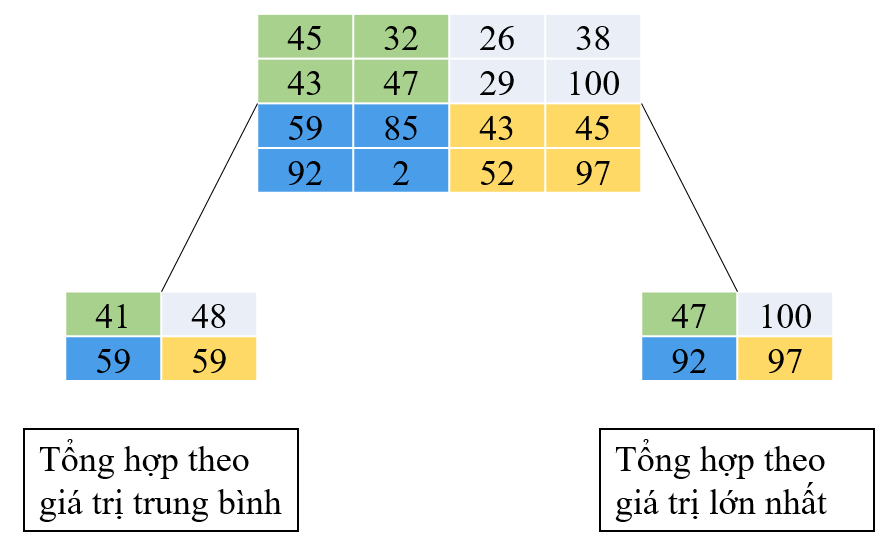 45 32 26 38
43 47 29 100
59 85 43 45
92 2 52 97
41 48
59 59
47 100
92 97
Tổng hợp theo
giá trị trung bình
Tổng hợp theo
giá trị lớn nhất